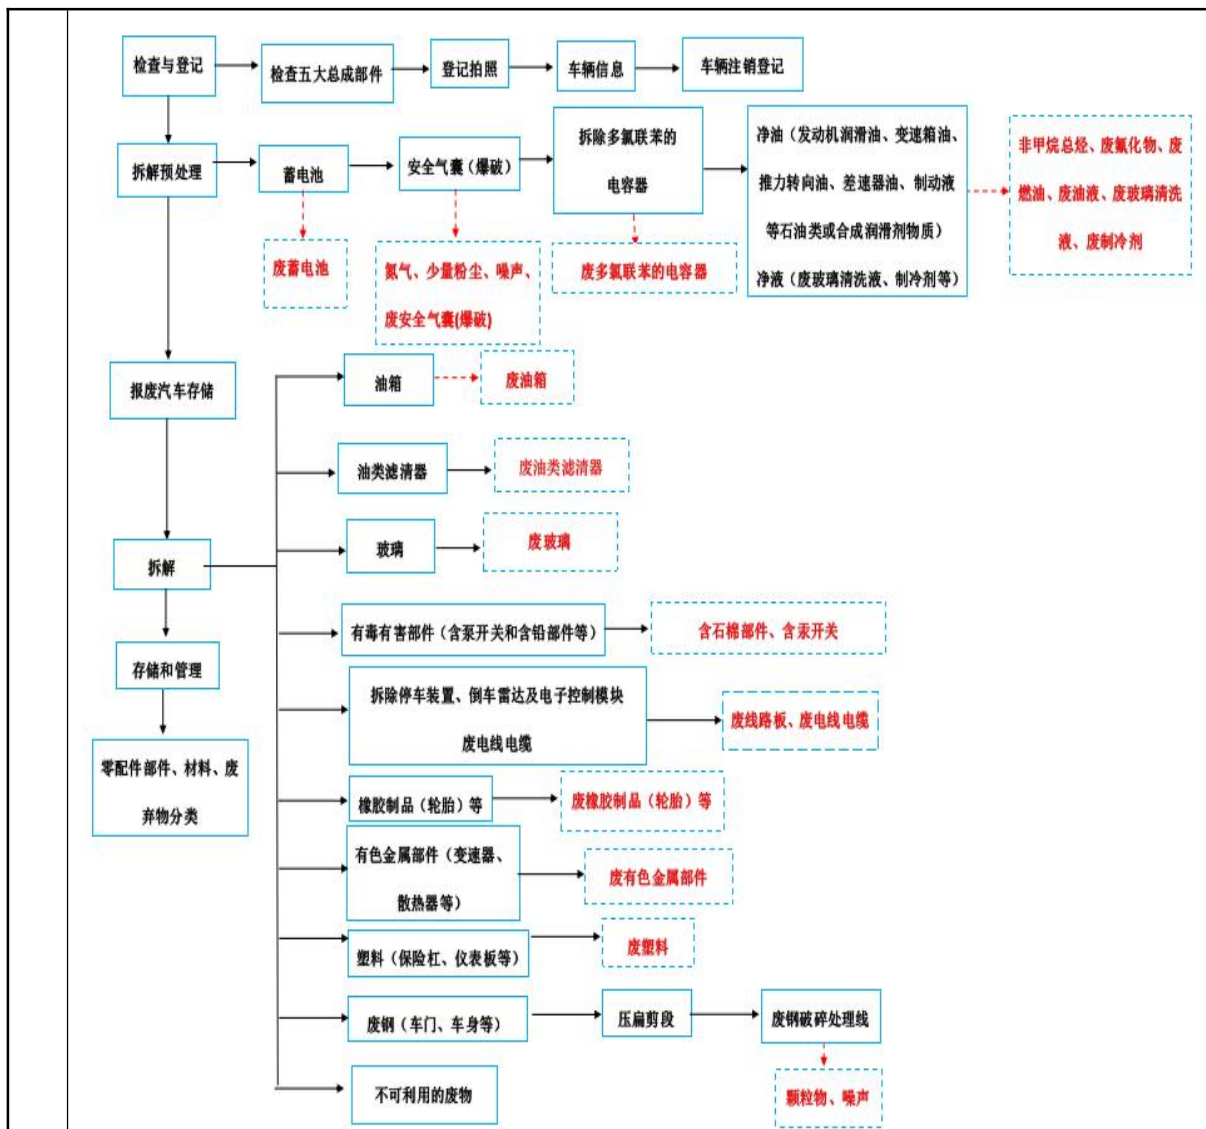 检查与登记
检查五大总成部件
登记拍照
车辆信息
车辆注销登记
拆解预处理
蓄电池
安全气囊（爆破）
拆除多氯联苯的
电容器
净油（发动机润滑油、变速箱油、
推力转向油、差速器油、制动液
等石油类或合成润滑剂物质）
净液（废玻璃清洗液、制冷剂等）
非甲烷总烃、废氟化物、废
燃油、废油液、废玻璃清洗
液、废制冷剂
废蓄电池
氮气、少量粉尘、噪声、
废安全气囊(爆破)
废多氯联苯的电容器
报废汽车存储
油箱
废油箱
油类滤清器
废油类滤清器
玻璃
废玻璃
拆解
有毒有害部件（含泵开关和含铅部件等）
含石棉部件、含汞开关
存储和管理
拆除停车装置、倒车雷达及电子控制模块
废电线电缆
废线路板、废电线电缆
零配件部件、材料、废
弃物分类
橡胶制品（轮胎）等
废橡胶制品（轮胎）等
有色金属部件（变速器、
散热器等）
废有色金属部件
塑料（保险杠、仪表板等）
废塑料
废钢（车门、车身等）
压扁剪段
废钢破碎处理线
不可利用的废物
颗粒物、噪声